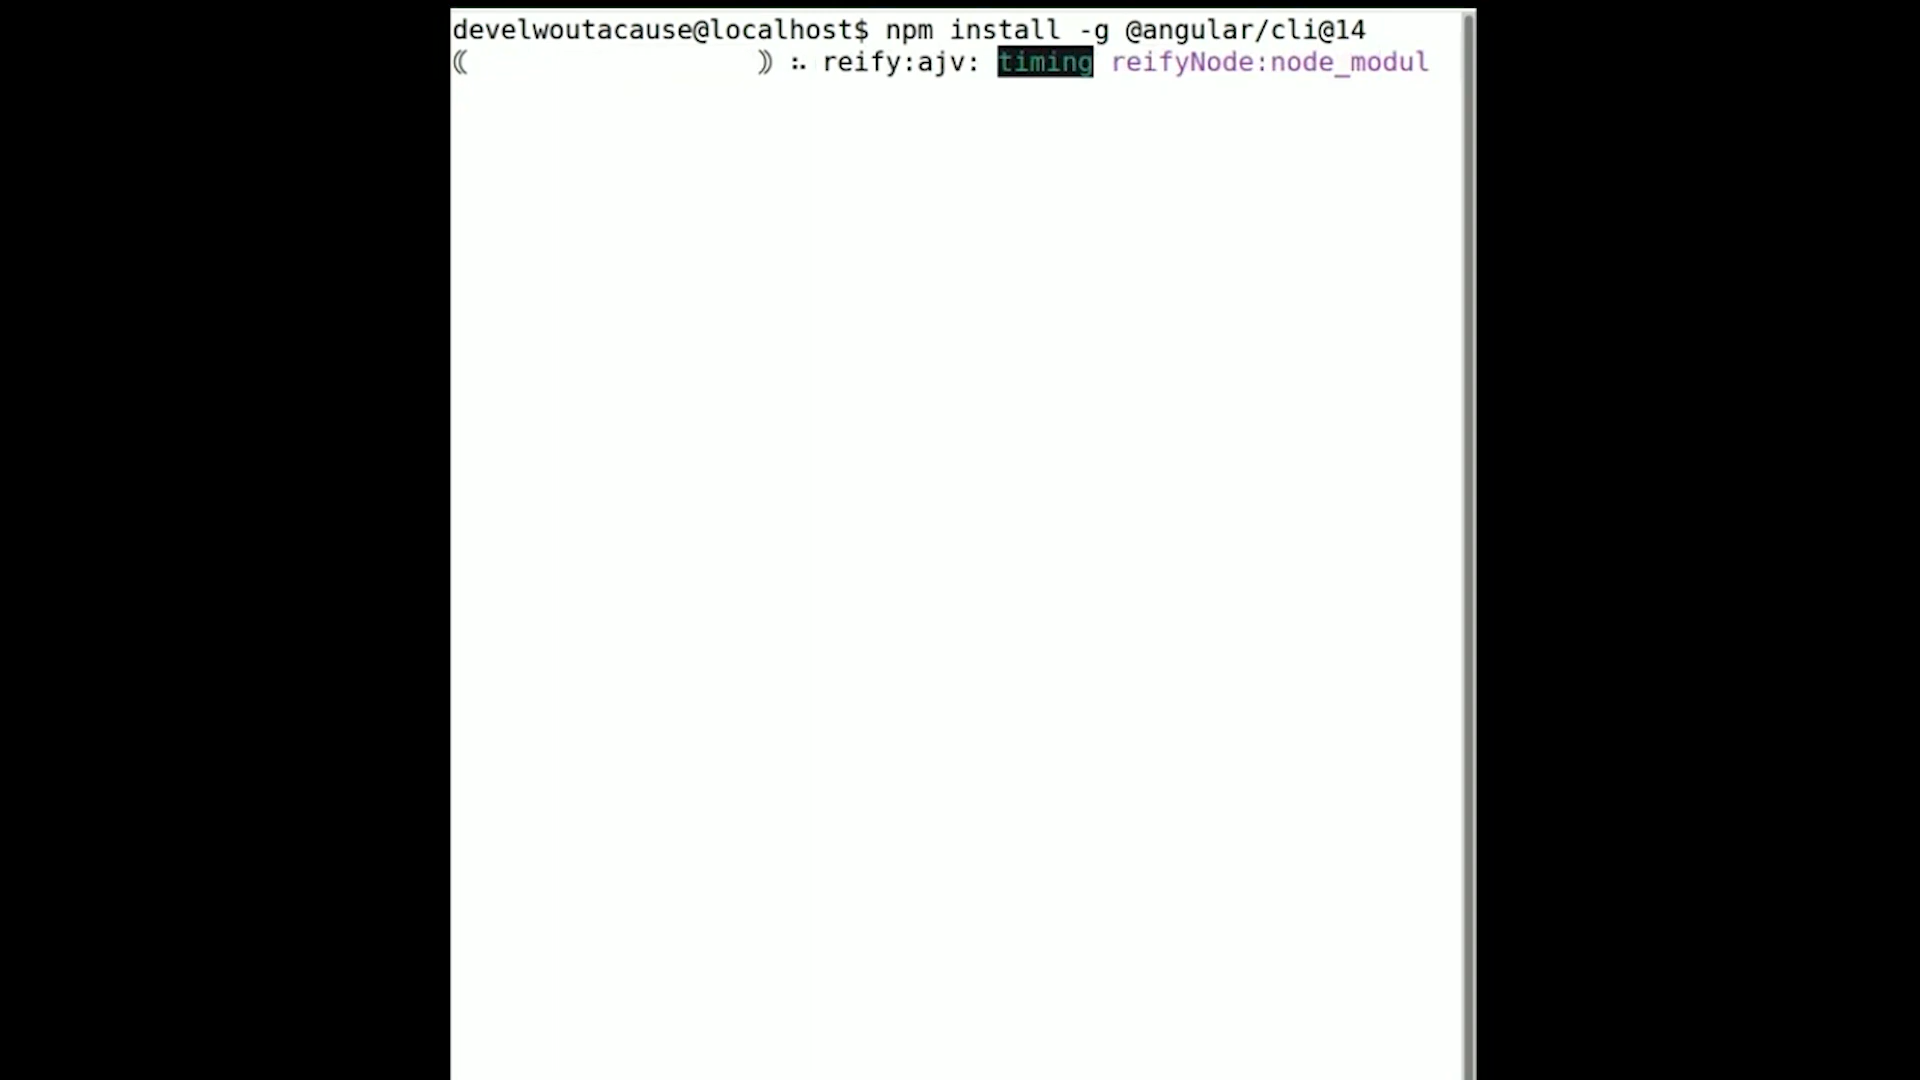 develwoutacause@localhost$ npm install -g @angular/cli@14
⸨                  ⸩ ⠦ reify:ajv: timing reifyNode:node_modul